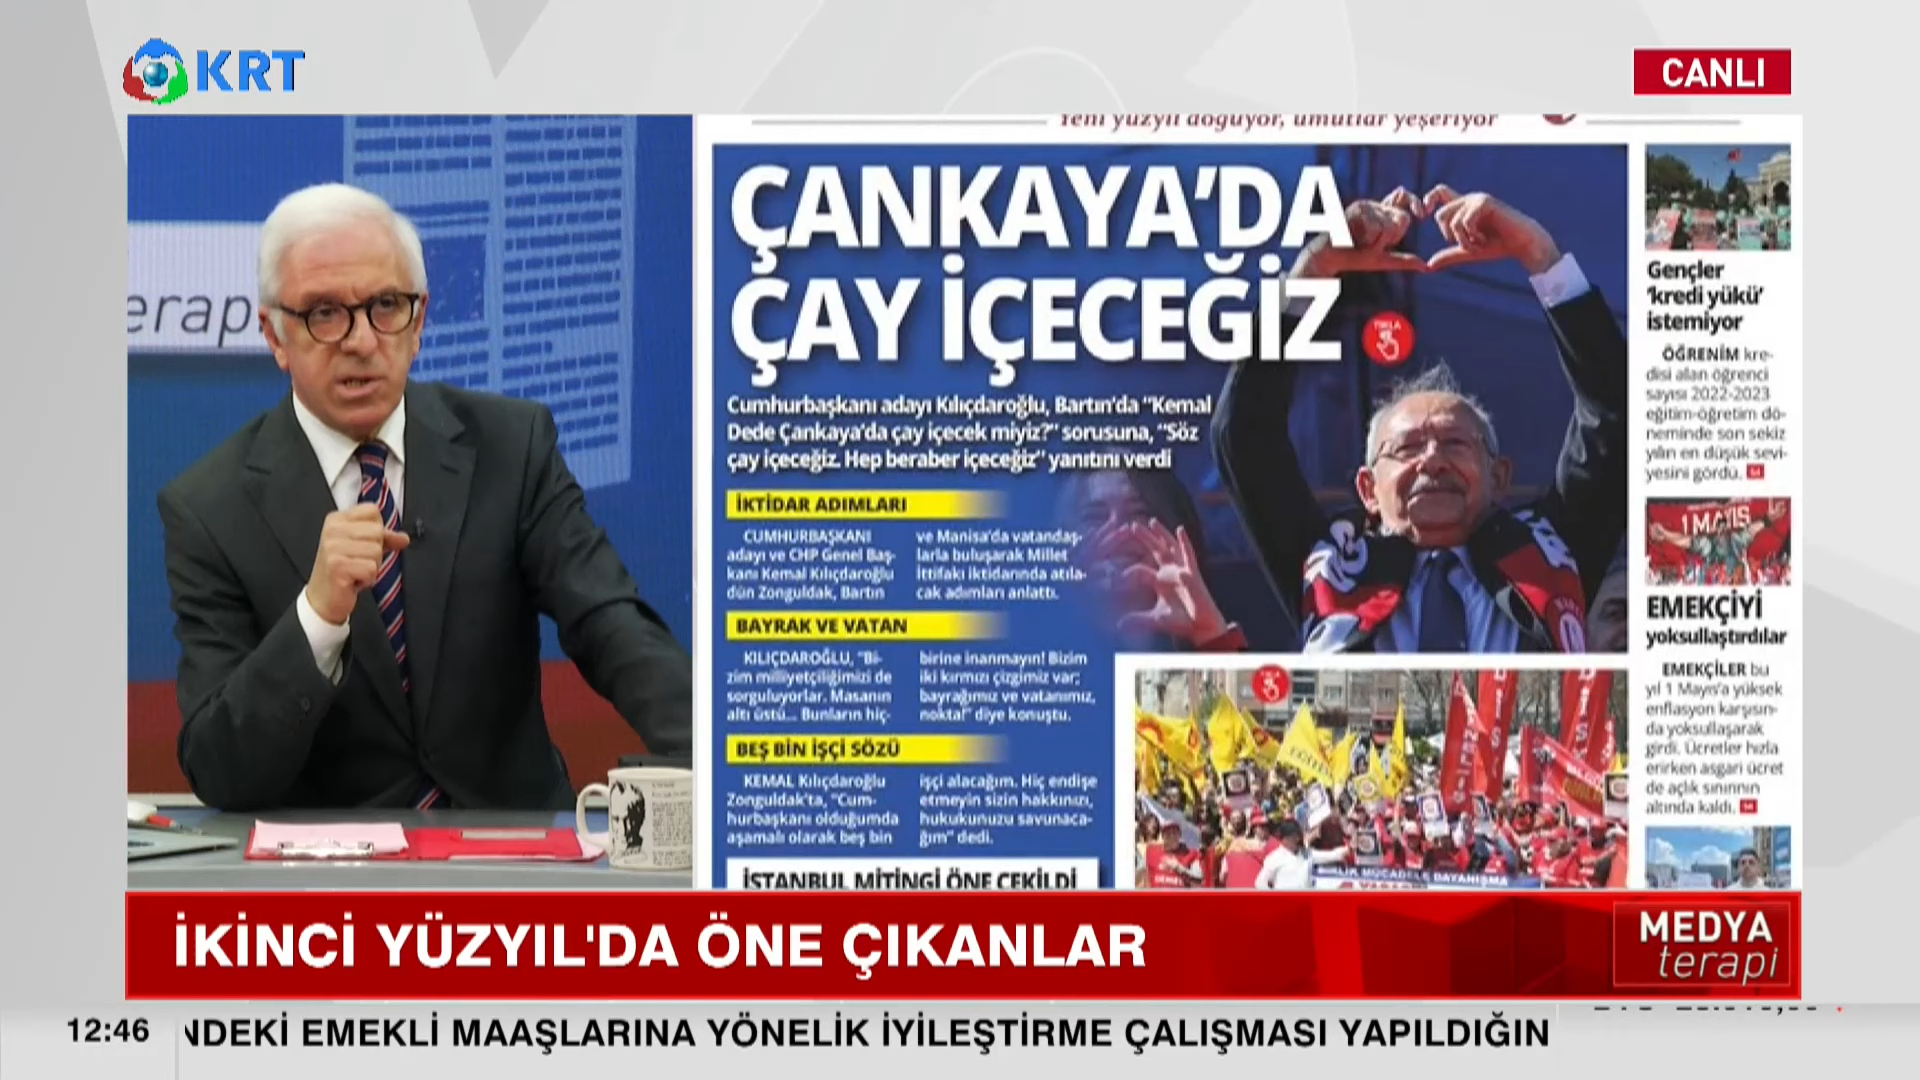 KRT
CANLI
erap
Yeni yüzyıl doğuyor, umutlar yeşeriyor
ÇANKAYA'DA
ÇAY İÇECEĞİZ
TIKLA
Cumhurbaşkanı adayı Kılıçdaroğlu, Bartın'da "Kemal
Dede Çankaya'da çay içecek miyiz?" sorusuna, "Söz
çay içeceğiz. Hep beraber içeceğiz" yanıtını verdi
İKTİDAR ADIMLARI
CUMHURBAŞKANI
adayı ve CHP Genel Baş-
kanı Kemal Kılıçdaroğlu
dün Zonguldak, Bartın
ve Manisa'da vatandaş-
larla buluşarak Millet
İttifakı iktidarında atıla-
cak adımları anlattı.
BAYRAK VE VATAN
KILIÇDAROĞLU, "Bi-
zim milliyetçiliğimizi de
sorguluyorlar. Masanın
altı üstü... Bunların hiç-
birine inanmayın! Bizim
iki kırmızı çizgimiz var;
bayrağımız ve vatanımız,
nokta!" diye konuştu.
BEŞ BİN İŞÇİ SÖZÜ
KEMAL Kılıçdaroğlu
Zonguldak'ta, "Cum-
hurbaşkanı olduğumda
aşamalı olarak beş bin
işçi alacağım. Hiç endişe
etmeyin sizin hakkınızı,
hukukunuzu savunaca-
ğım" dedi.
İSTANBUL MİTİNGİ ÖNE ÇEKİLDİ
BİRLİK MÜCADELE DAYANIŞMA
Gençler
'kredi yükü'
istemiyor
ÖĞRENİM kre-
disi alan öğrenci
sayısı 2022-2023
eğitim-öğretim dö-
neminde son sekiz
yılın en düşük sevi-
yesini gördü.
1 MAYIS
EMEKÇİYİ
yoksullaştırdılar
EMEKÇİLER bu
yıl 1 Mayıs'a yüksek
enflasyon karşısın-
da yoksullaşarak
girdi. Ücretler hızla
erirken asgari ücret
de açlık sınırının
altında kaldı.
İKİNCİ YÜZYIL'DA ÖNE ÇIKANLAR
MEDYA
terapi
12:46
NDEKİ EMEKLİ MAAŞLARINA YÖNELİK İYİLEŞTİRME ÇALIŞMASI YAPILDIĞIN